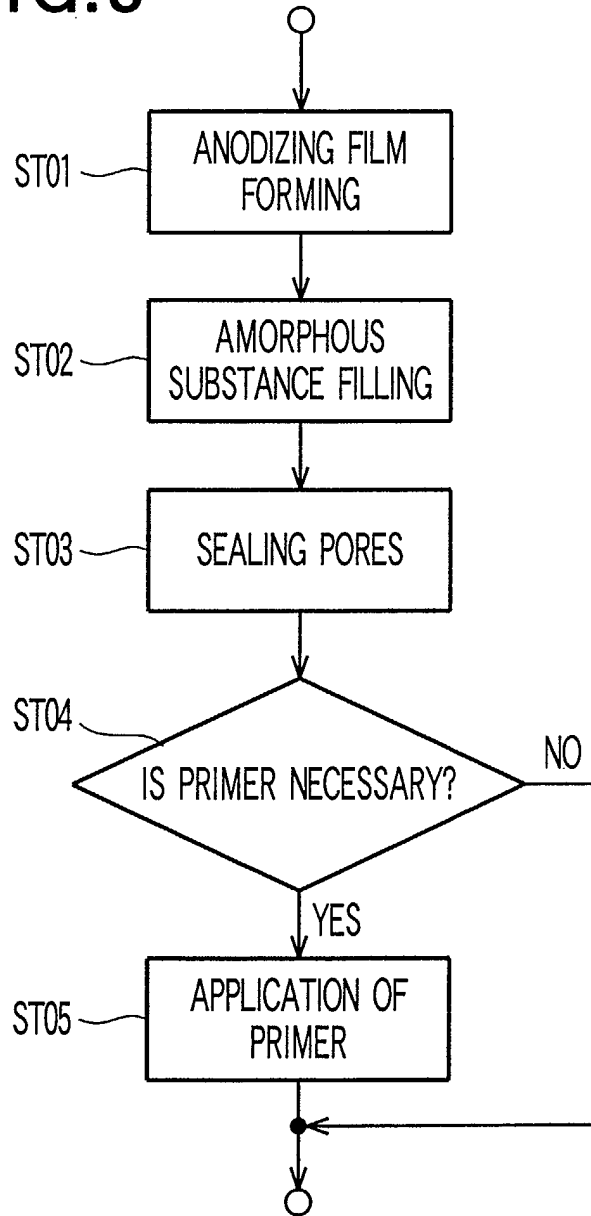 ST01
ANODIZING FILM
FORMING
ST02
AMORPHOUS
SUBSTANCE FILLING
ST03
SEALING PORES
ST04
IS PRIMER NECESSARY?
NO
YES
ST05
APPLICATION OF
PRIMER